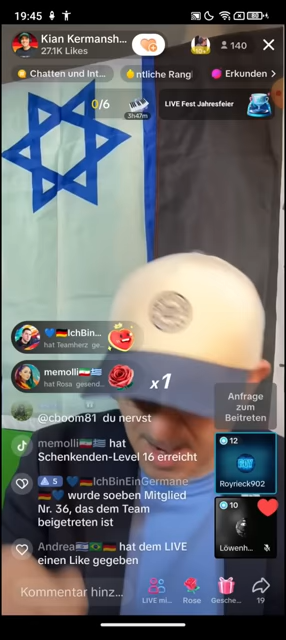 19:45
Kian Kermansh...
27.1K Likes
140
Chatten und Int...
ntliche Rang
Erkunden >
0/6
3h47m
LIVE Fest Jahresfeier
💙🇩🇪IchBin...
hat Teamherz ge...
memolli🇮🇷🇬🇷
hat Rosa gesend...
x1
Anfrage
zum
Beitreten
@cboom81 du nervst
memolli🇮🇷🇬🇷 hat
Schenkenden-Level 16 erreicht
12
Royrieck902
5 💙🇩🇪IchBinEinGermane
🇩🇪💙 wurde soeben Mitglied
Nr. 36, das dem Team
beigetreten ist
10
Löwenh...
Andrea🇮🇱🇧🇷🇩🇪 hat dem LIVE
einen Like gegeben
Kommentar hinz...
LIVE mi...
Rose
Gesche...
19